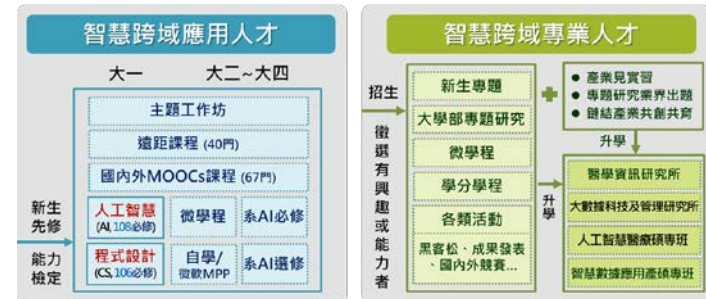 智慧跨域應用人才
大一
大二~大四
主題工作坊
遠距課程 (40門)
國內外MOOCs課程 (67門)
新生
先修
能力
檢定
人工智慧
(AI, 108必修)
微學程
系AI必修
程式設計
(CS, 106必修)
自學/
微軟MPP
系AI選修
智慧跨域專業人才
招生
徵選有興趣或能力者
新生專題
大學部專題研究
微學程
學分學程
各類活動
黑客松、成果發表
、國內外競賽...
● 產業見實習
● 專題研究業界出題
● 鏈結產業共創共育
升學
升學
醫學資訊研究所
大數據科技及管理研究所
人工智慧醫療碩專班
智慧數據應用產碩專班